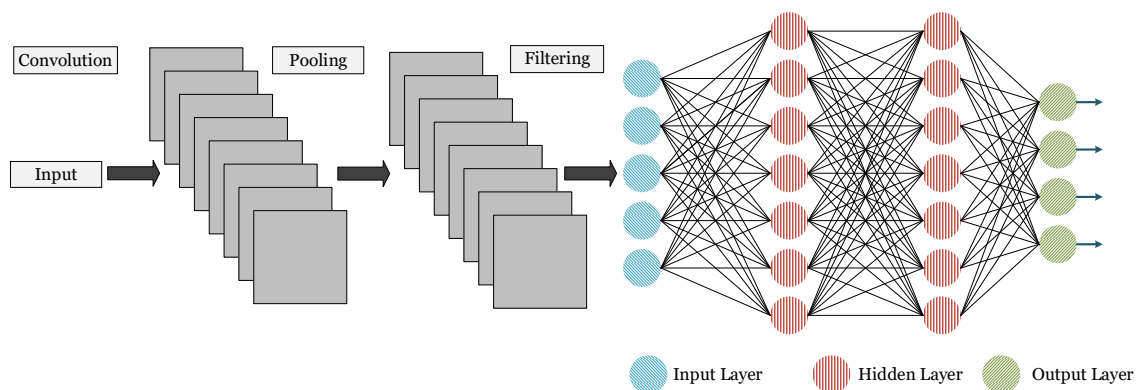 Convolution
Pooling
Filtering
Input
Input Layer
Hidden Layer
Output Layer